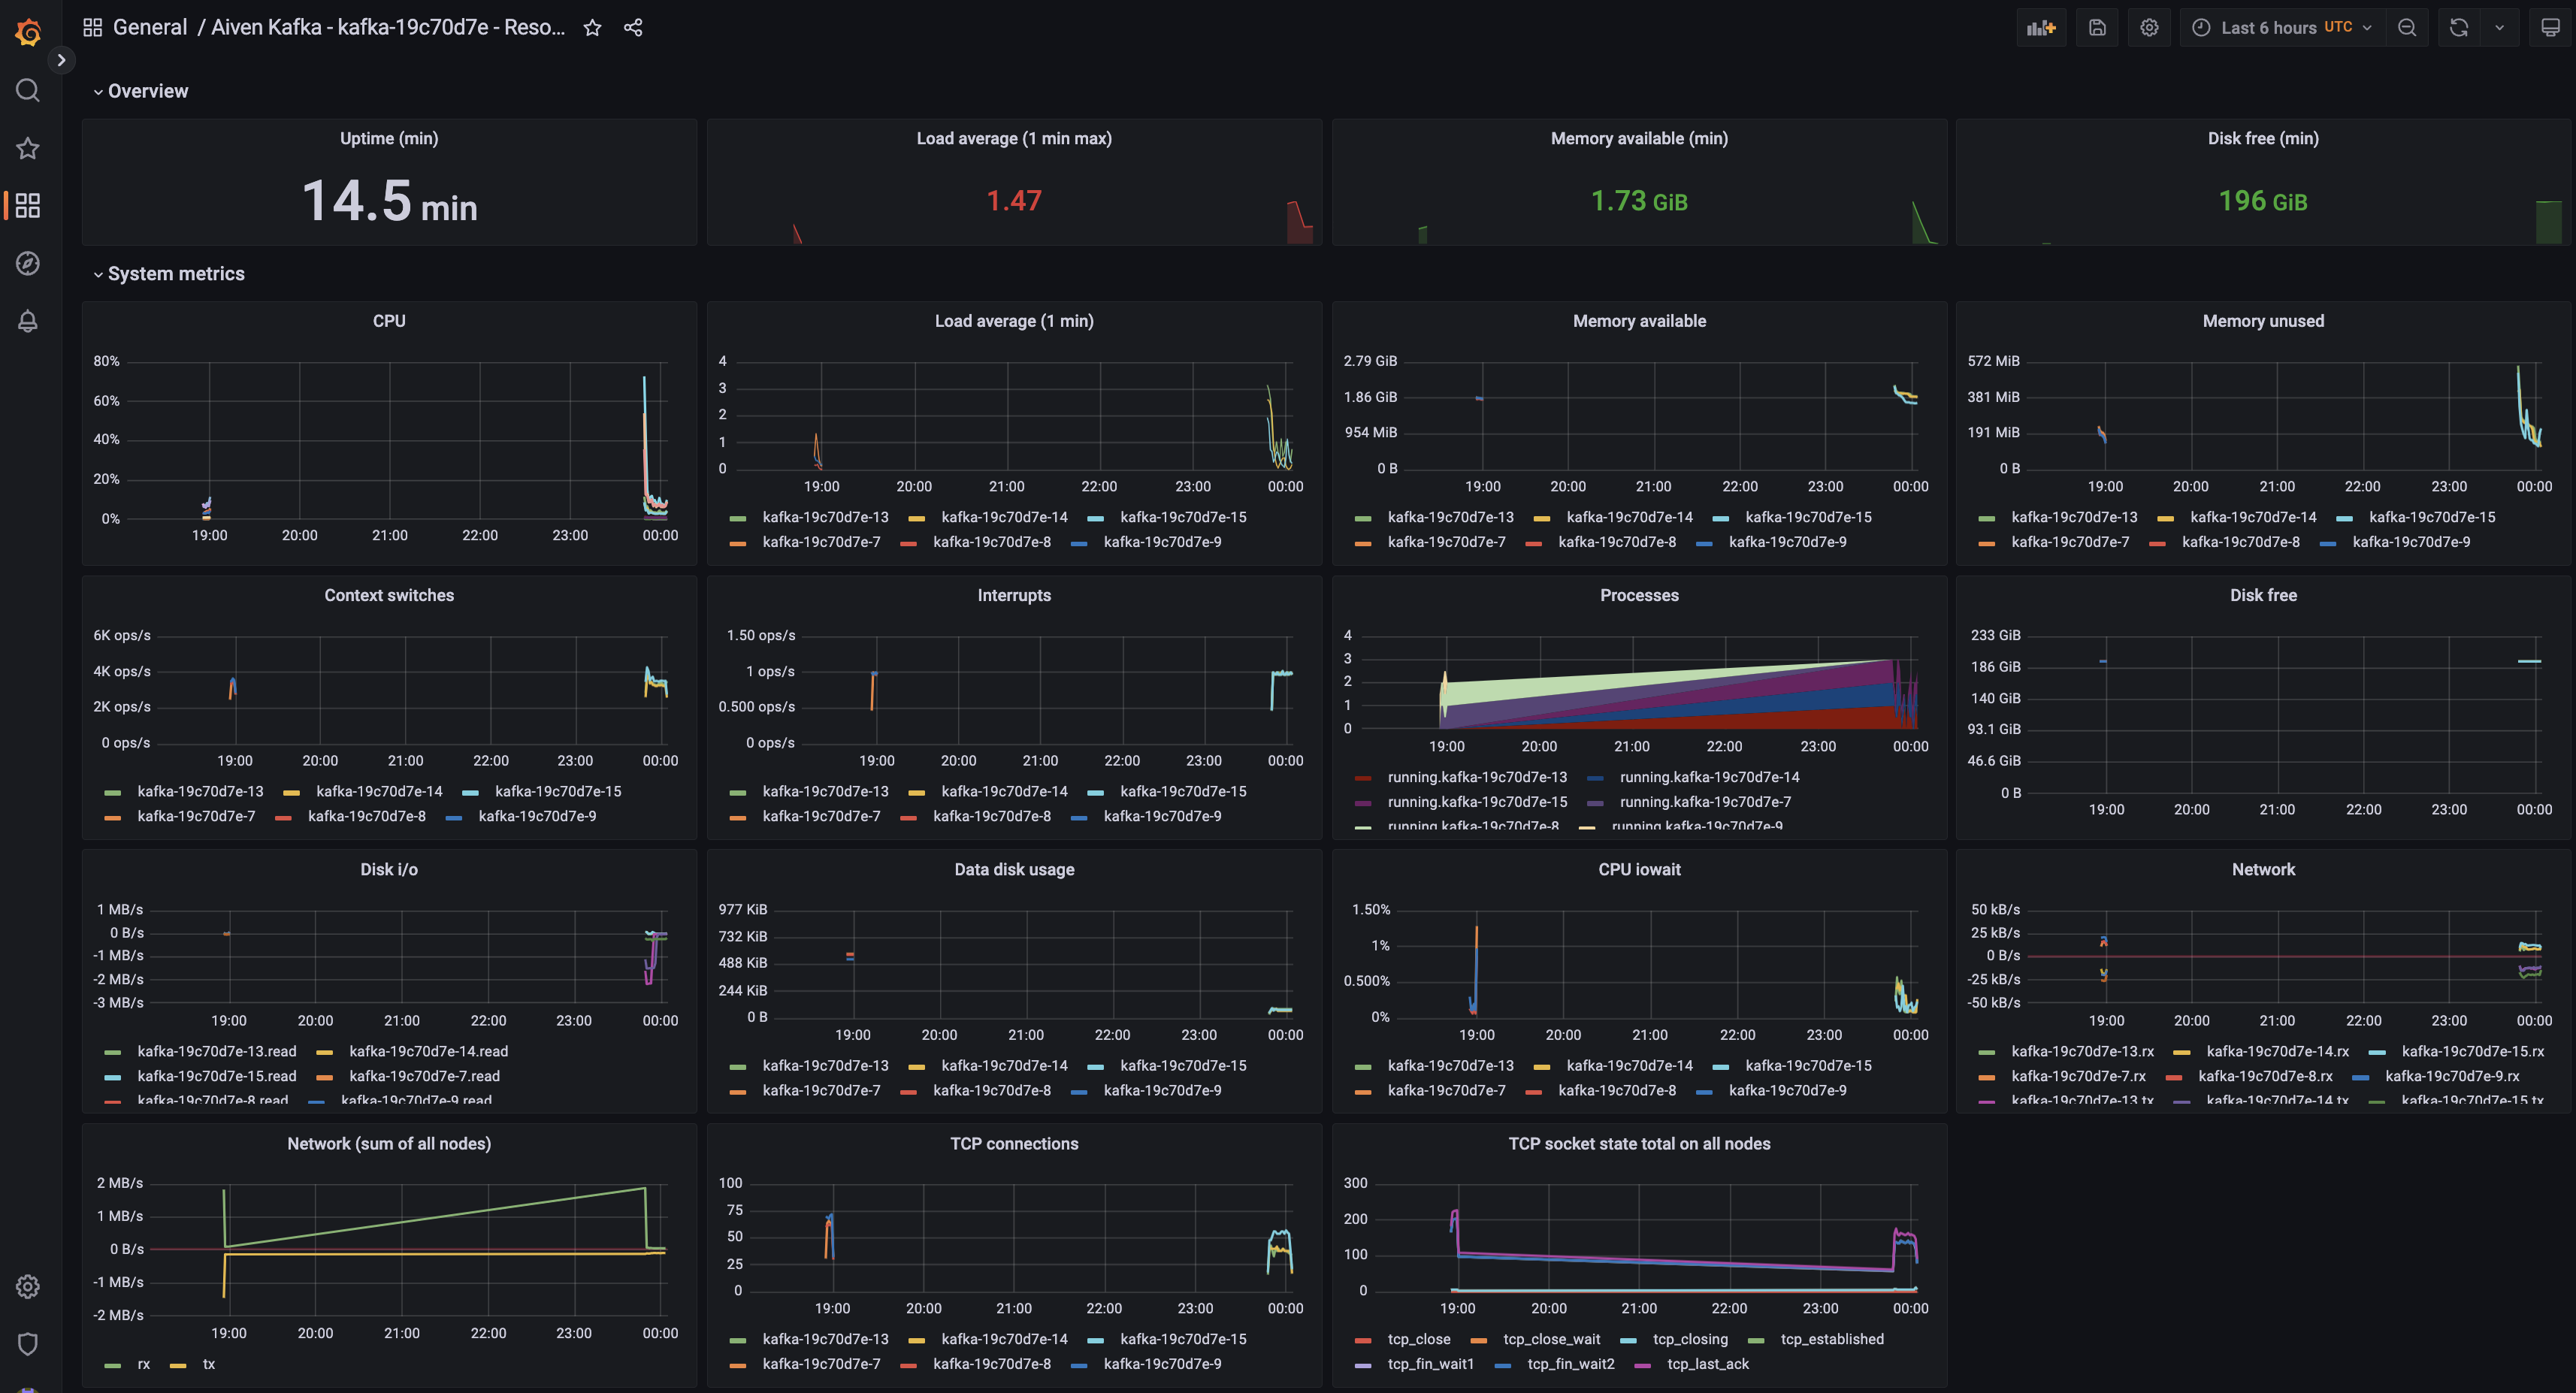 General / Aiven Kafka - kafka-19c70d7e - Reso...
Last 6 hours UTC
Overview
Uptime (min)
14.5 min
Load average (1 min max)
1.47
Memory available (min)
1.73 GiB
Disk free (min)
196 GiB
System metrics
CPU
80%
60%
40%
20%
0%
19:00 20:00 21:00 22:00 23:00 00:00
Load average (1 min)
4
3
2
1
0
19:00 20:00 21:00 22:00 23:00 00:00
kafka-19c70d7e-13 kafka-19c70d7e-14 kafka-19c70d7e-15
kafka-19c70d7e-7 kafka-19c70d7e-8 kafka-19c70d7e-9
Memory available
2.79 GiB
1.86 GiB
954 MiB
0 B
19:00 20:00 21:00 22:00 23:00 00:00
kafka-19c70d7e-13 kafka-19c70d7e-14 kafka-19c70d7e-15
kafka-19c70d7e-7 kafka-19c70d7e-8 kafka-19c70d7e-9
Memory unused
572 MiB
381 MiB
191 MiB
0 B
19:00 20:00 21:00 22:00 23:00 00:00
kafka-19c70d7e-13 kafka-19c70d7e-14 kafka-19c70d7e-15
kafka-19c70d7e-7 kafka-19c70d7e-8 kafka-19c70d7e-9
Context switches
6K ops/s
4K ops/s
2K ops/s
0 ops/s
19:00 20:00 21:00 22:00 23:00 00:00
kafka-19c70d7e-13 kafka-19c70d7e-14 kafka-19c70d7e-15
kafka-19c70d7e-7 kafka-19c70d7e-8 kafka-19c70d7e-9
Interrupts
1.50 ops/s
1 ops/s
0.500 ops/s
0 ops/s
19:00 20:00 21:00 22:00 23:00 00:00
kafka-19c70d7e-13 kafka-19c70d7e-14 kafka-19c70d7e-15
kafka-19c70d7e-7 kafka-19c70d7e-8 kafka-19c70d7e-9
Processes
4
3
2
1
0
19:00 20:00 21:00 22:00 23:00 00:00
running.kafka-19c70d7e-13 running.kafka-19c70d7e-14
running.kafka-19c70d7e-15 running.kafka-19c70d7e-7
running.kafka-19c70d7e-8 running.kafka-19c70d7e-9
Disk free
233 GiB
186 GiB
140 GiB
93.1 GiB
46.6 GiB
0 B
19:00 20:00 21:00 22:00 23:00 00:00
Disk i/o
1 MB/s
0 B/s
-1 MB/s
-2 MB/s
-3 MB/s
19:00 20:00 21:00 22:00 23:00 00:00
kafka-19c70d7e-13.read kafka-19c70d7e-14.read
kafka-19c70d7e-15.read kafka-19c70d7e-7.read
kafka-19c70d7e-8.read kafka-19c70d7e-9.read
Data disk usage
977 KiB
732 KiB
488 KiB
244 KiB
0 B
19:00 20:00 21:00 22:00 23:00 00:00
kafka-19c70d7e-13 kafka-19c70d7e-14 kafka-19c70d7e-15
kafka-19c70d7e-7 kafka-19c70d7e-8 kafka-19c70d7e-9
CPU iowait
1.50%
1%
0.500%
0%
19:00 20:00 21:00 22:00 23:00 00:00
kafka-19c70d7e-13 kafka-19c70d7e-14 kafka-19c70d7e-15
kafka-19c70d7e-7 kafka-19c70d7e-8 kafka-19c70d7e-9
Network
50 kB/s
25 kB/s
0 B/s
-25 kB/s
-50 kB/s
19:00 20:00 21:00 22:00 23:00 00:00
kafka-19c70d7e-13.rx kafka-19c70d7e-14.rx kafka-19c70d7e-15.rx
kafka-19c70d7e-7.rx kafka-19c70d7e-8.rx kafka-19c70d7e-9.rx
kafka-19c70d7e-13.tx kafka-19c70d7e-14.tx kafka-19c70d7e-15.tx
Network (sum of all nodes)
2 MB/s
1 MB/s
0 B/s
-1 MB/s
-2 MB/s
19:00 20:00 21:00 22:00 23:00 00:00
rx tx
TCP connections
100
75
50
25
0
19:00 20:00 21:00 22:00 23:00 00:00
kafka-19c70d7e-13 kafka-19c70d7e-14 kafka-19c70d7e-15
kafka-19c70d7e-7 kafka-19c70d7e-8 kafka-19c70d7e-9
TCP socket state total on all nodes
300
200
100
0
19:00 20:00 21:00 22:00 23:00 00:00
tcp_close tcp_close_wait tcp_closing tcp_established
tcp_fin_wait1 tcp_fin_wait2 tcp_last_ack